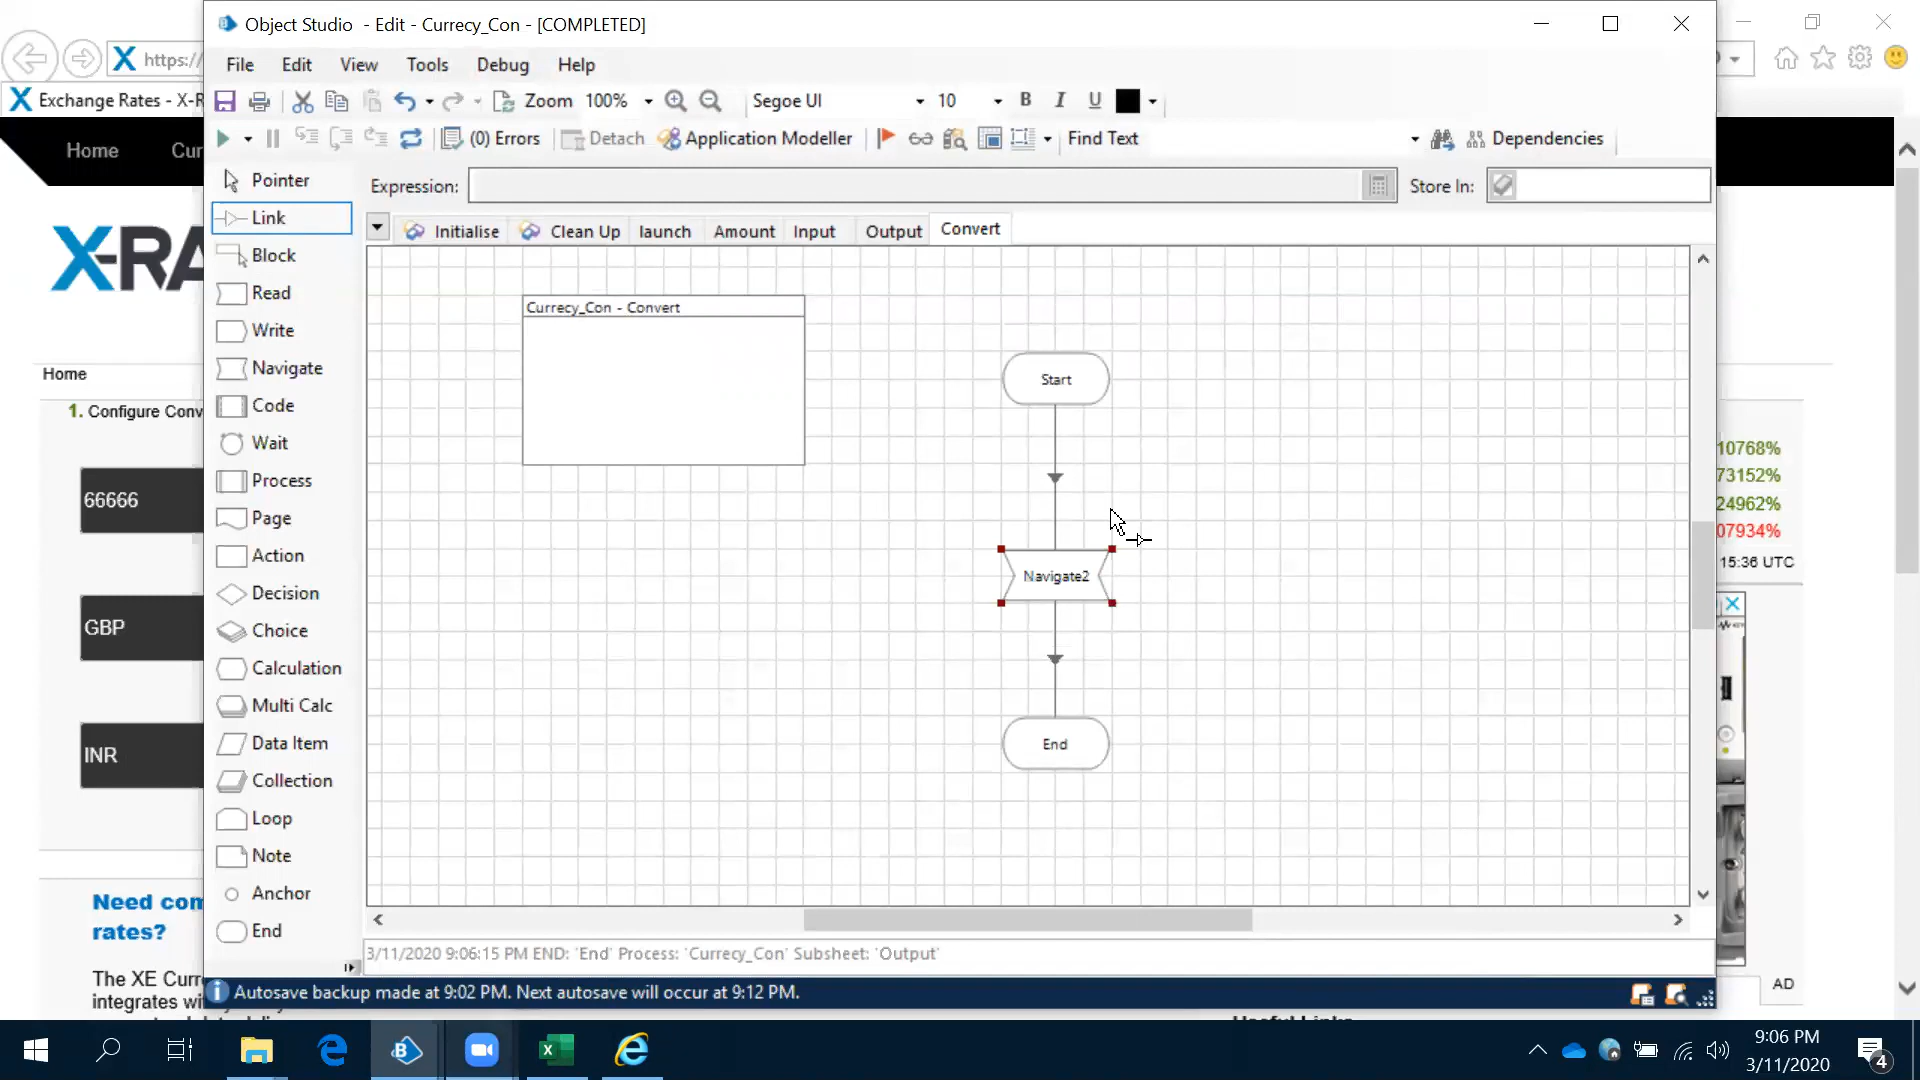 Object Studio - Edit - Currecy_Con - [COMPLETED]
File Edit View Tools Debug Help
https:/
Exchange Rates - X-R
Zoom 100% Segoe UI 10 B I U
(0) Errors Detach Application Modeller Find Text Dependencies
Home Cur
Expression: Store In:
Initialise Clean Up launch Amount Input Output Convert
Pointer
Link
Block
Read
Write
Navigate
Code
Wait
Process
Page
Action
Decision
Choice
Calculation
Multi Calc
Data Item
Collection
Loop
Note
Anchor
End
Currecy_Con - Convert
Start
Navigate2
End
X-RA
Home
1. Configure Conv
66666
GBP
INR
Need con
rates?
The XE Curr
integrates wi
10768%
73152%
24962%
07934%
15:36 UTC
AD
3/11/2020 9:06:15 PM END: `End' Process: `Currecy_Con' Subsheet: `Output'
Autosave backup made at 9:02 PM. Next autosave will occur at 9:12 PM.
9:06 PM
3/11/2020
4